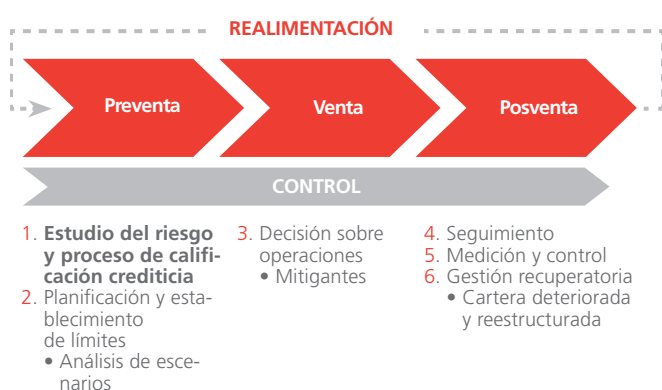 REALIMENTACIÓN
Preventa
Venta
Posventa
CONTROL
1. Estudio del riesgo
y proceso de califi-
cación crediticia
2. Planificación y esta-
blecimiento
de límites
• Análisis de esce-
narios
3. Decisión sobre
operaciones
• Mitigantes
4. Seguimiento
5. Medición y control
6. Gestión recuperatoria
• Cartera deteriorada
y reestructurada